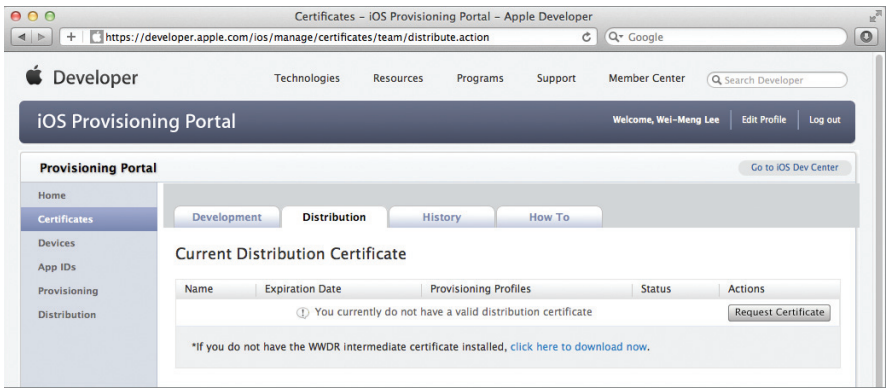 Certificates – iOS Provisioning Portal – Apple Developer
https://developer.apple.com/ios/manage/certificates/team/distribute.action
Google
Developer
Technologies Resources Programs Support Member Center
Search Developer
iOS Provisioning Portal
Welcome, Wei-Meng Lee Edit Profile Log out
Provisioning Portal
Go to iOS Dev Center
Home
Certificates
Devices
App IDs
Provisioning
Distribution
Development Distribution History How To
Current Distribution Certificate
Name Expiration Date Provisioning Profiles Status Actions
You currently do not have a valid distribution certificate
Request Certificate
*If you do not have the WWDR intermediate certificate installed, click here to download now.